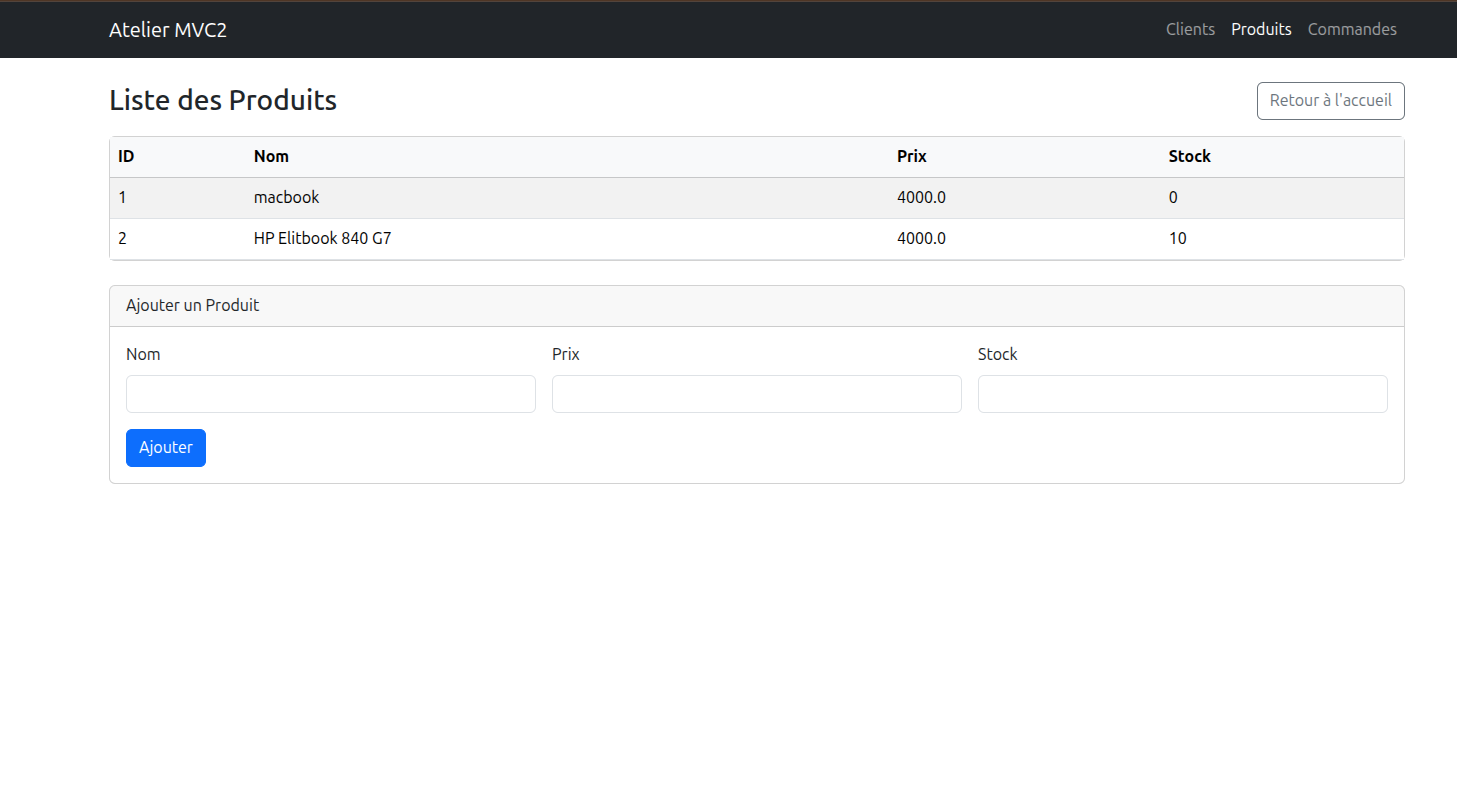 Atelier MVC2 Clients Produits Commandes
Liste des Produits Retour à l'accueil
ID Nom Prix Stock
1 macbook 4000.0 0
2 HP Elitbook 840 G7 4000.0 10
Ajouter un Produit
Nom Prix Stock
Ajouter